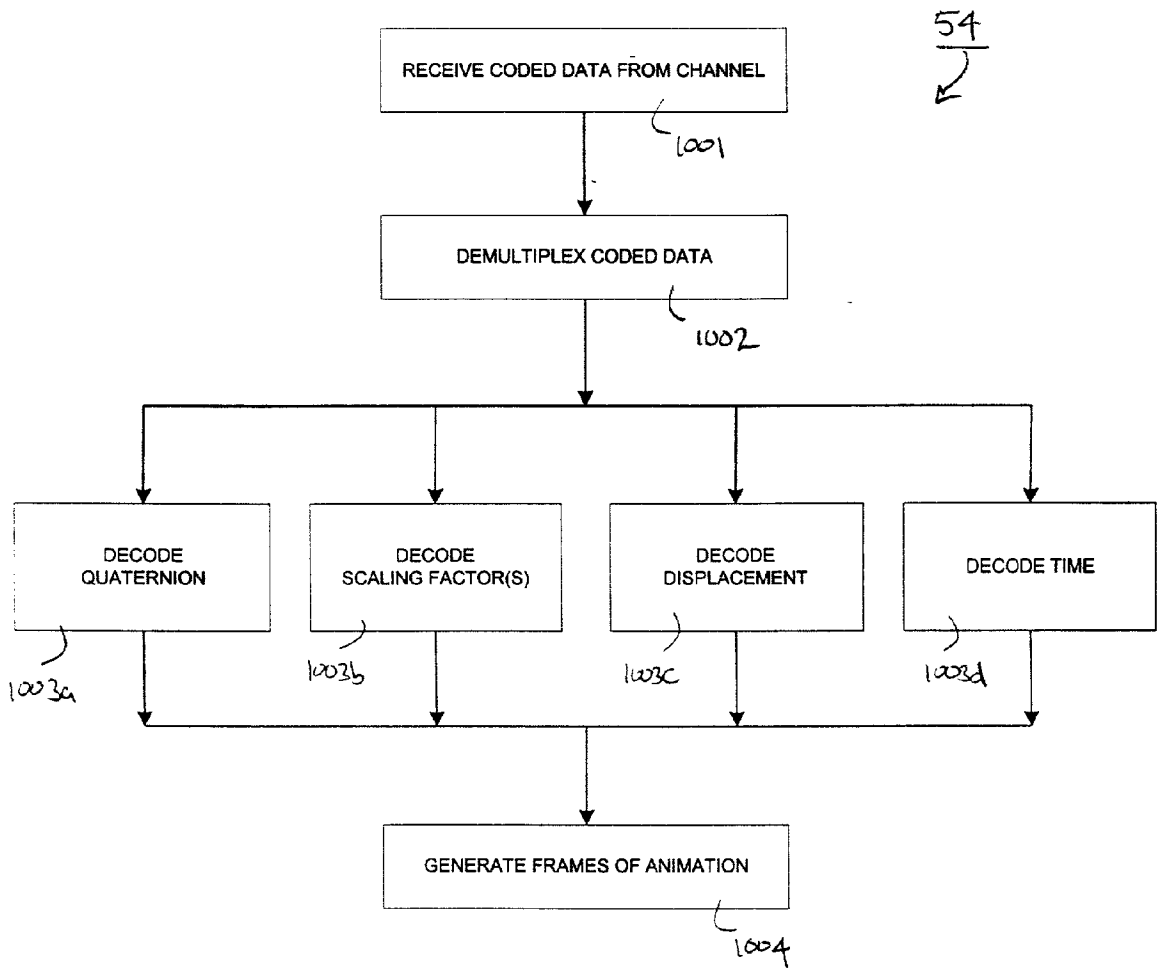 54
RECEIVE CODED DATA FROM CHANNEL
1001
DEMULTIPLEX CODED DATA
1002
DECODE
QUATERNION
1003a
DECODE
SCALING FACTOR(S)
1003b
DECODE
DISPLACEMENT
1003c
DECODE TIME
1003d
GENERATE FRAMES OF ANIMATION
1004